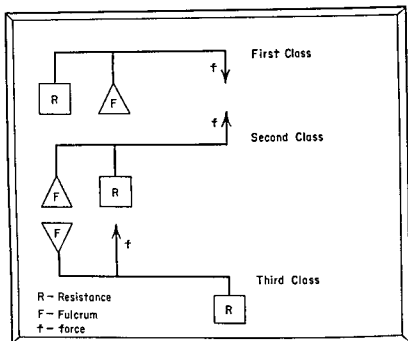 First Class
f
R
F
f
Second Class
F
R
F
f
Third Class
R
R - Resistance
F - Fulcrum
f - force